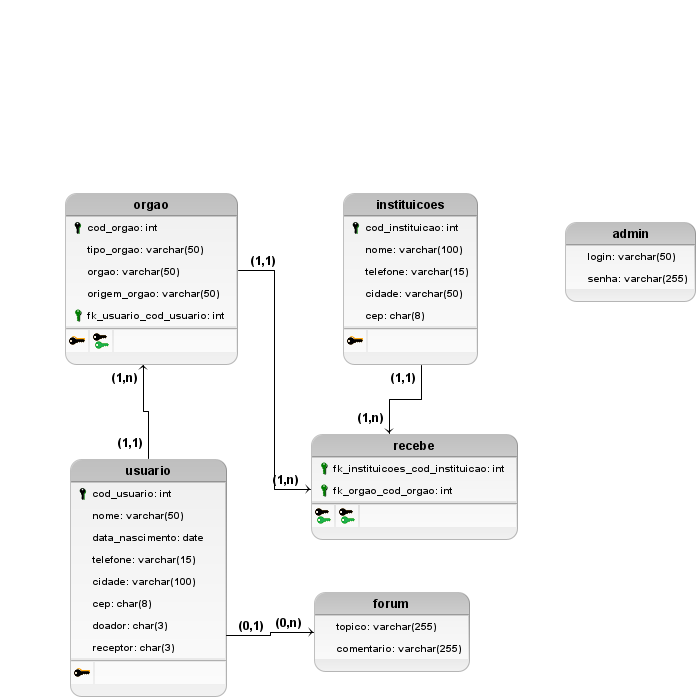 orgao
cod_orgao: int
tipo_orgao: varchar(50)
orgao: varchar(50)
origem_orgao: varchar(50)
fk_usuario_cod_usuario: int
instituicoes
cod_instituicao: int
nome: varchar(100)
telefone: varchar(15)
cidade: varchar(50)
cep: char(8)
admin
login: varchar(50)
senha: varchar(255)
(1,1)
(1,n)
(1,1)
(1,1)
(1,n)
(1,n)
recebe
fk_instituicoes_cod_instituicao: int
fk_orgao_cod_orgao: int
usuario
cod_usuario: int
nome: varchar(50)
data_nascimento: date
telefone: varchar(15)
cidade: varchar(100)
cep: char(8)
doador: char(3)
receptor: char(3)
(0,1)
(0,n)
forum
topico: varchar(255)
comentario: varchar(255)